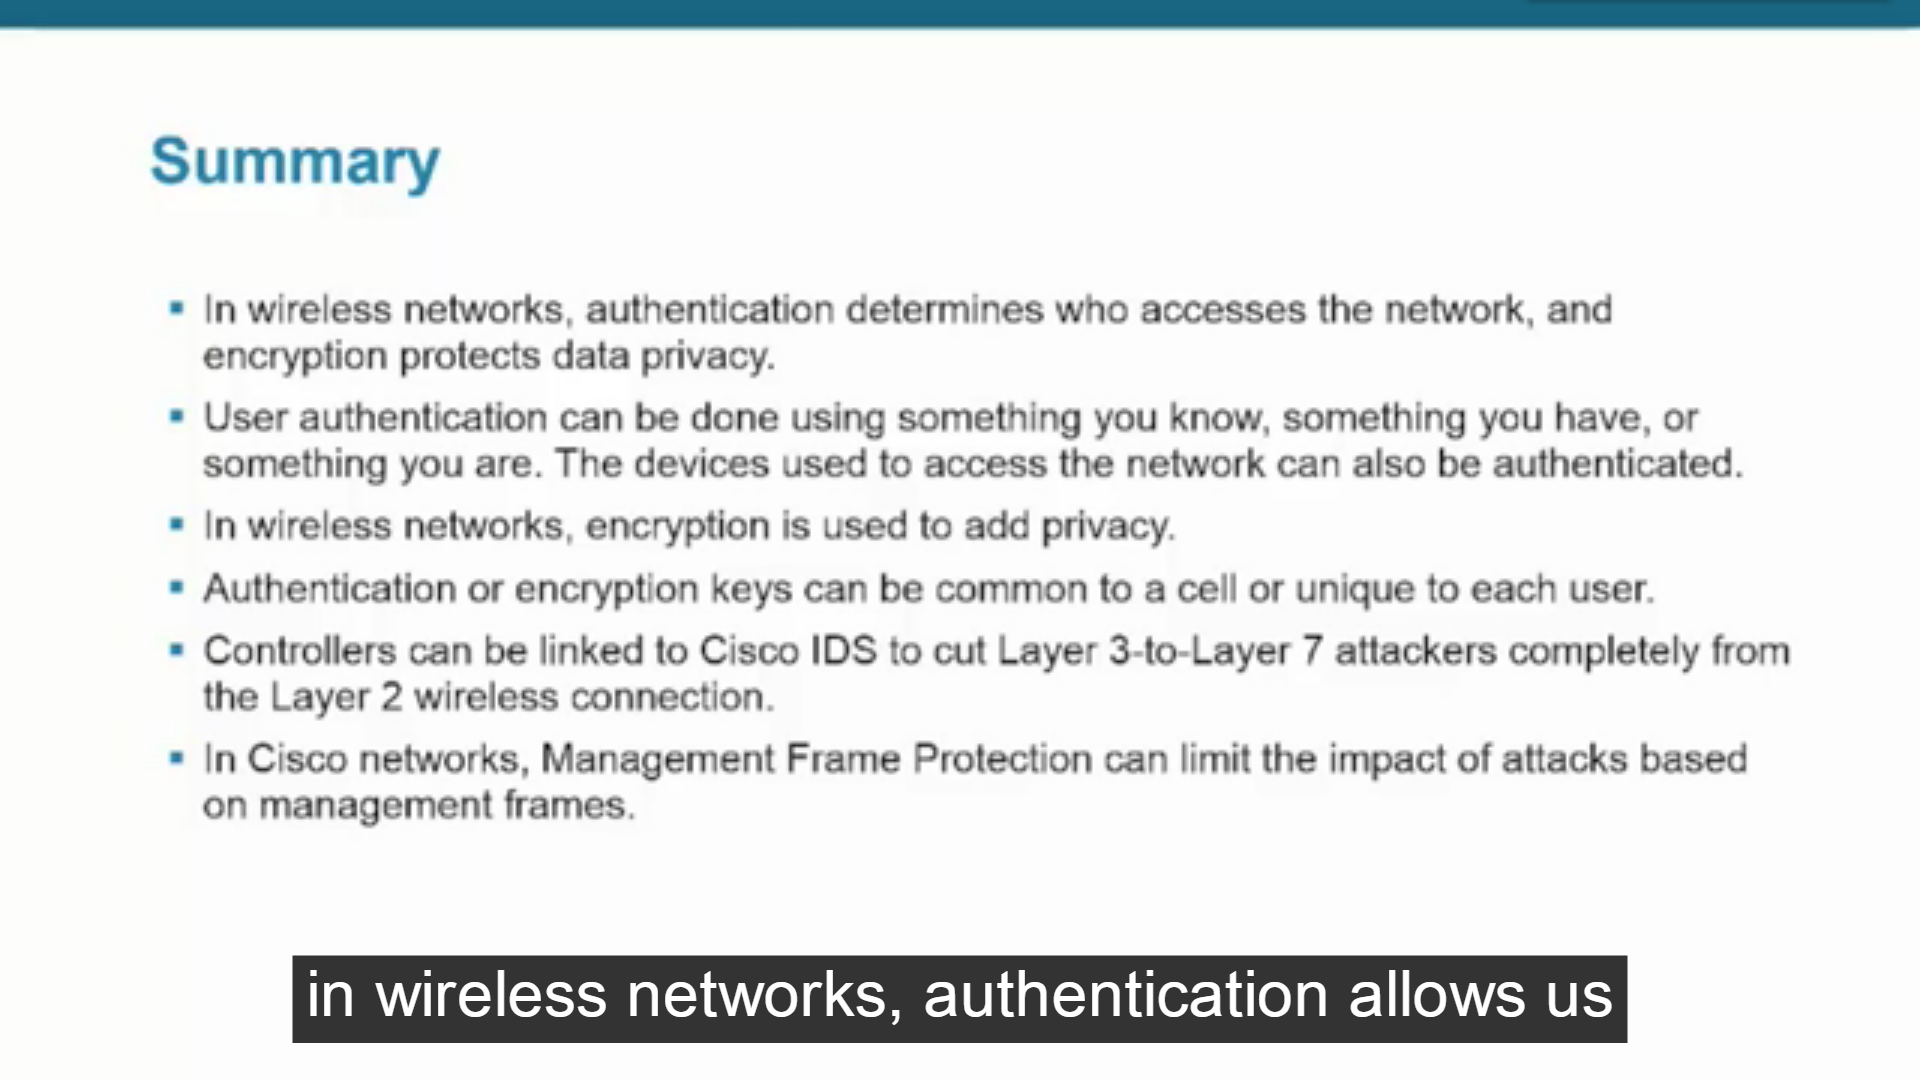 Summary
▪ In wireless networks, authentication determines who accesses the network, and
encryption protects data privacy.
▪ User authentication can be done using something you know, something you have, or
something you are. The devices used to access the network can also be authenticated.
▪ In wireless networks, encryption is used to add privacy.
▪ Authentication or encryption keys can be common to a cell or unique to each user.
▪ Controllers can be linked to Cisco IDS to cut Layer 3-to-Layer 7 attackers completely from
the Layer 2 wireless connection.
▪ In Cisco networks, Management Frame Protection can limit the impact of attacks based
on management frames.
in wireless networks, authentication allows us